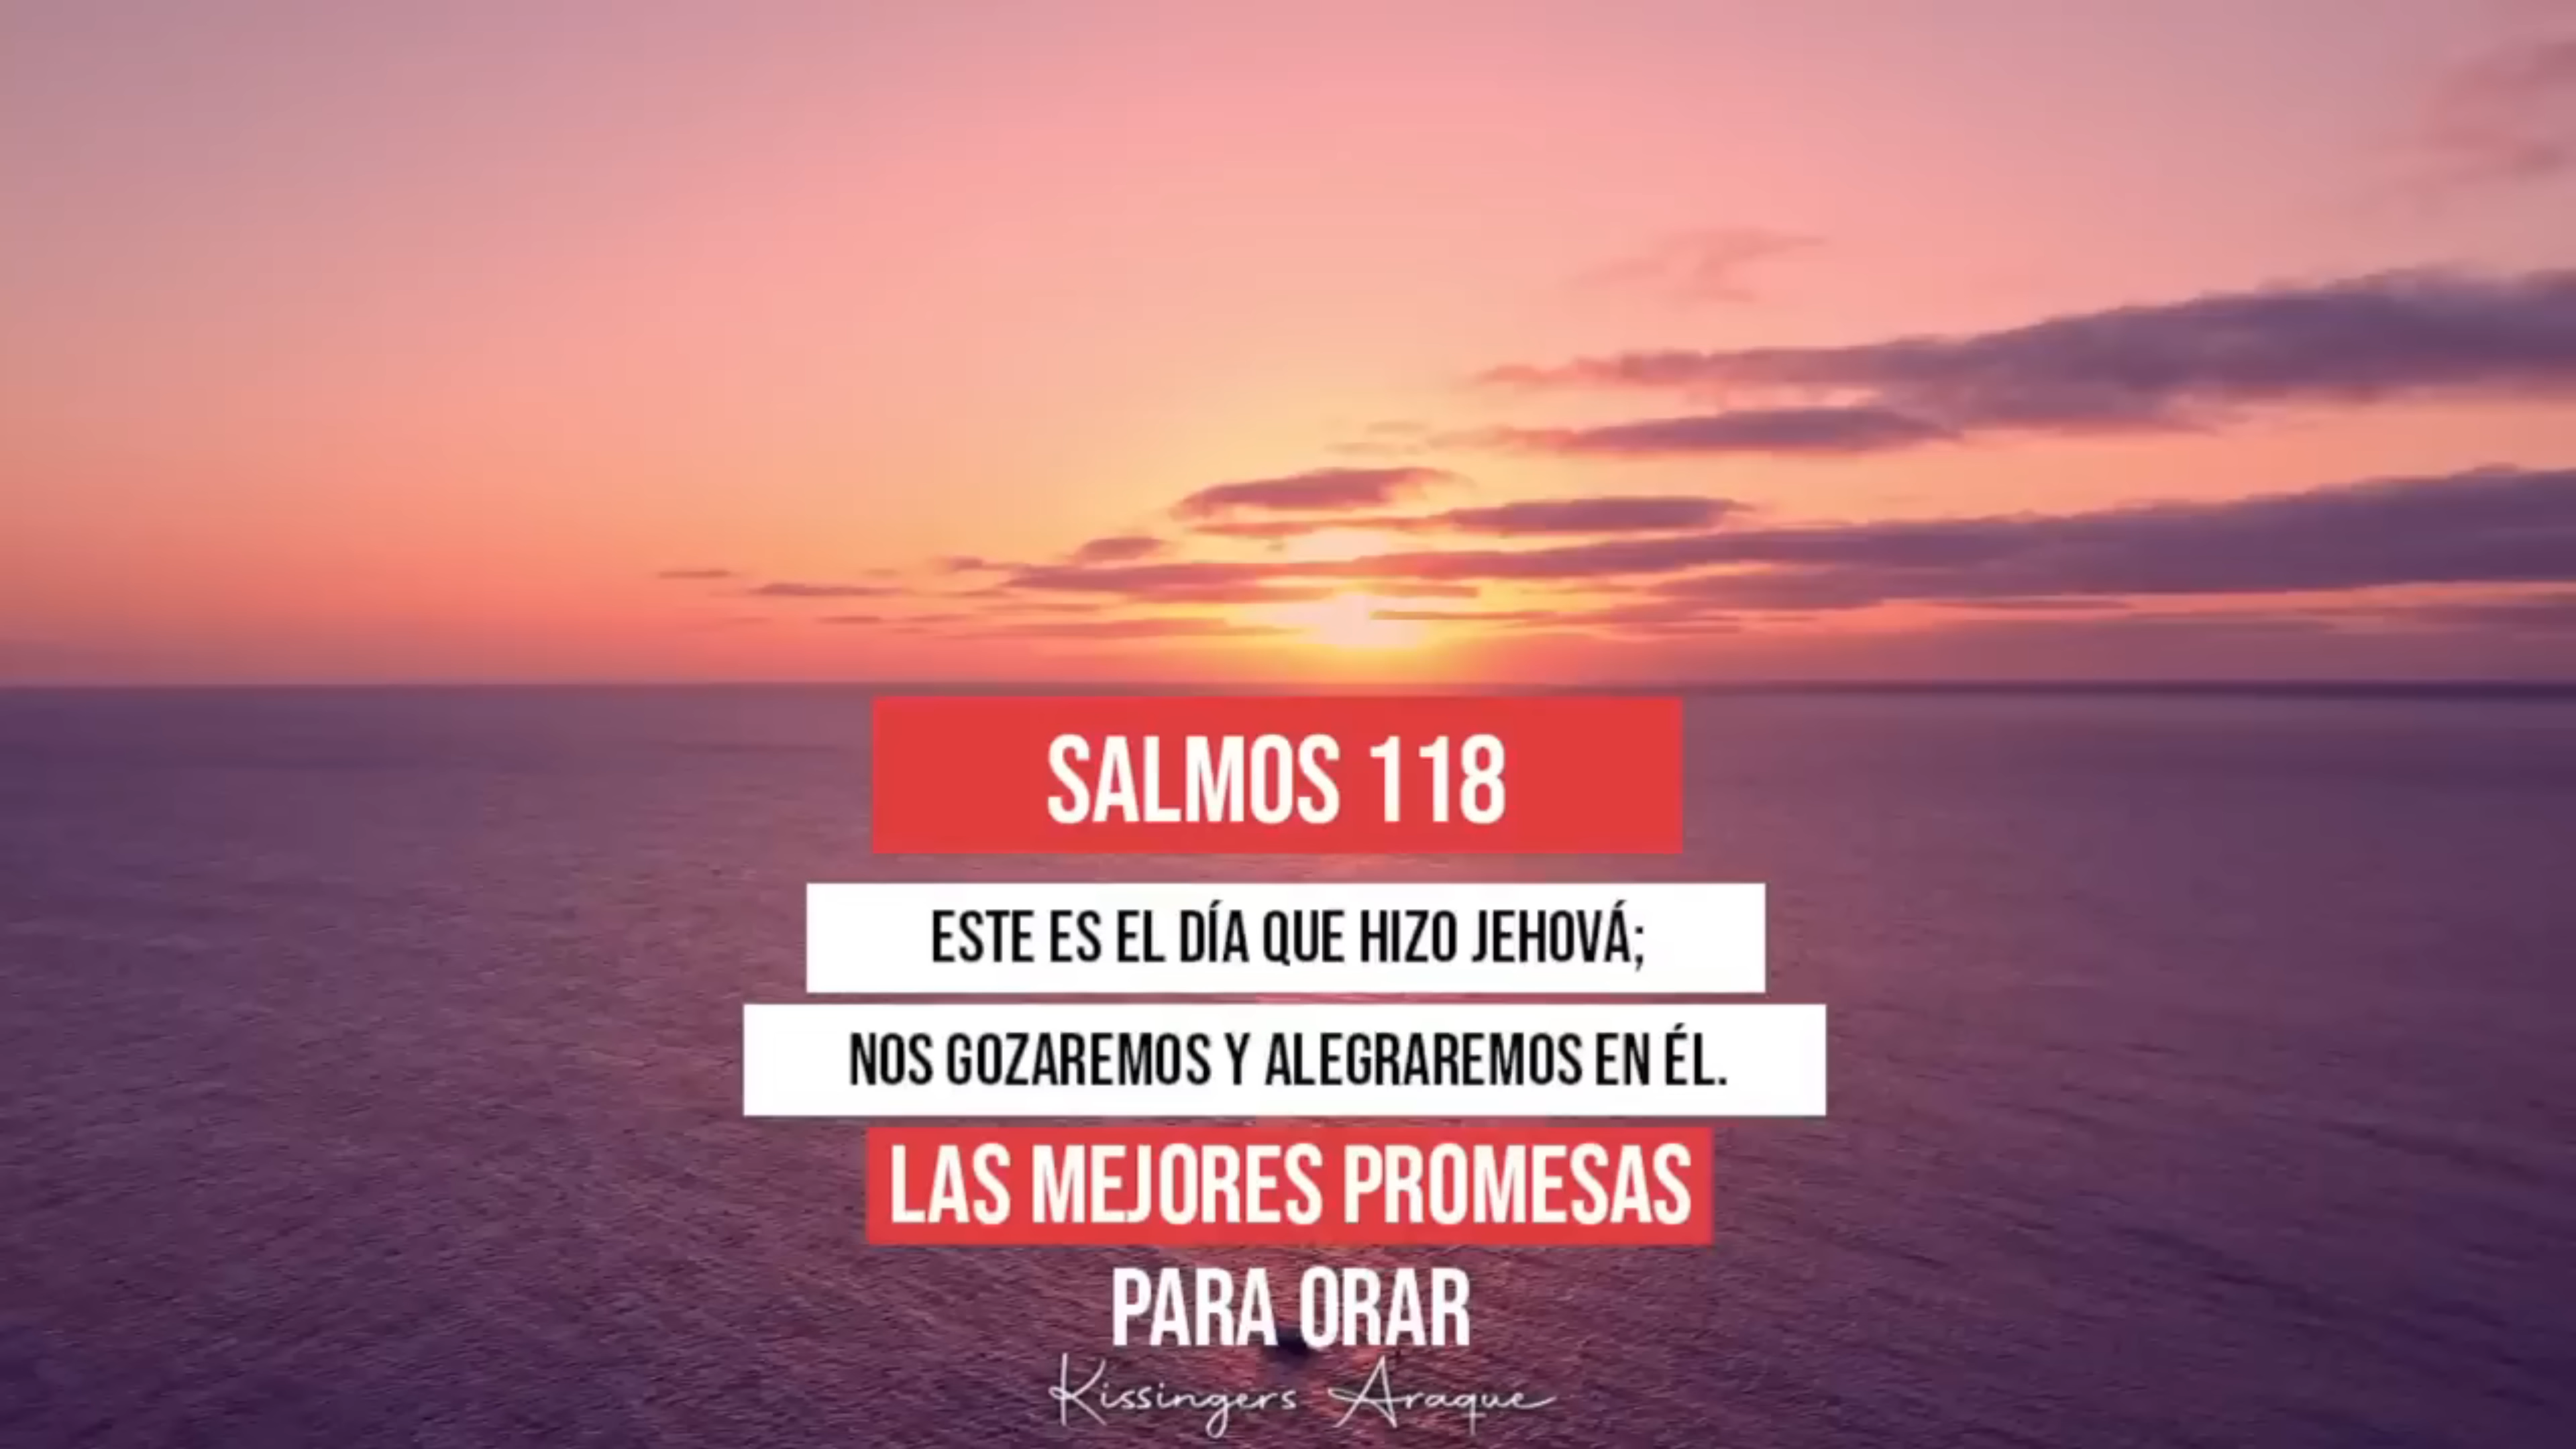 SALMOS 118
ESTE ES EL DÍA QUE HIZO JEHOVÁ;
NOS GOZAREMOS Y ALEGRAREMOS EN ÉL.
LAS MEJORES PROMESAS
PARA ORAR
Kissingers Araque